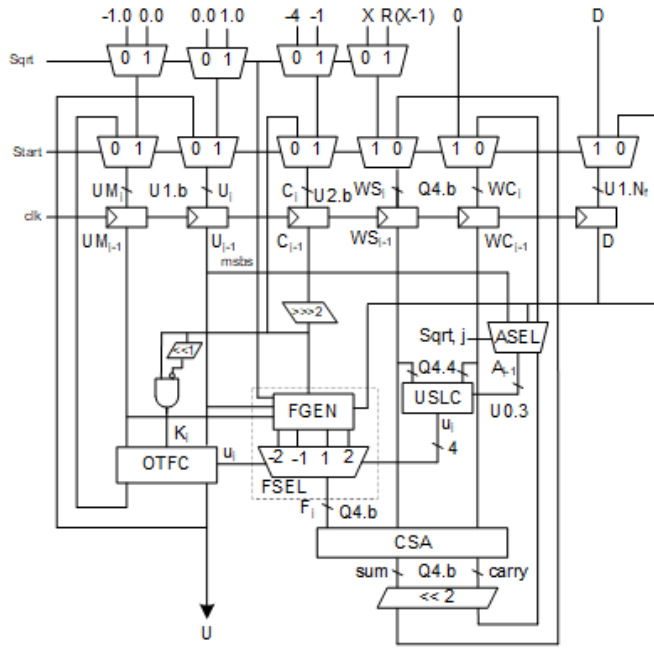 -1.0 0.0 0.0 1.0 -4 -1 X R(X-1) 0 D
Sqrt 0 1 0 1 0 1 0 1
Start 0 1 0 1 0 1 1 0 1 0 1 0
UMi U1.b Ui Ci U2.b WSi Q4.b WCi U1.Nf
clk
UMi-1 Ui-1 Ci-1 WSi-1 WCi-1 D
msbs
>>>2
Sqrt, j ASEL
<<1
Q4.4 Ai-1
USLC U0.3
FGEN
ui
Ki
-2 -1 1 2 4
OTFC ui
FSEL
Fi Q4.b
CSA
sum Q4.b carry
<< 2
U